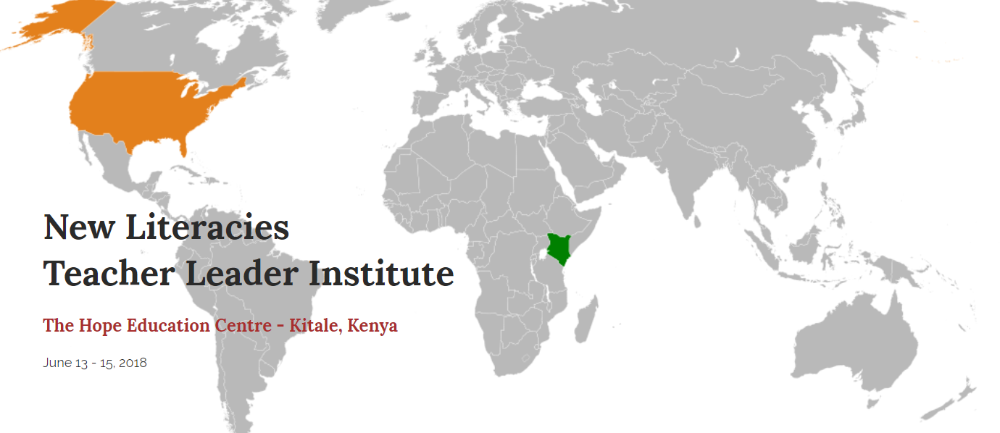 New Literacies
Teacher Leader Institute
The Hope Education Centre - Kitale, Kenya
June 13 - 15, 2018